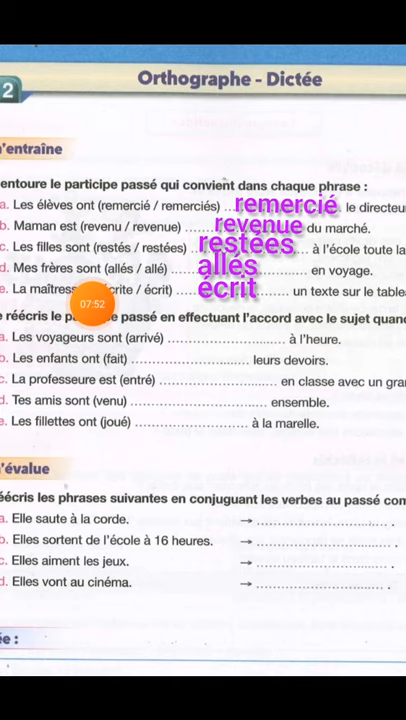 2
Orthographe - Dictée
'entraîne
entoure le participe passé qui convient dans chaque phrase :
a. Les élèves ont (remercié / remerciés) ... remercié le directeu
b. Maman est (revenu / revenue) ...... revenue du marché.
c. Les filles sont (restés / restées) ... restées ... à l'école toute la
d. Mes frères sont (allés / allé) ...... allés ...... en voyage.
e. La maîtress crite / écrit) ...... écrit ...... un texte sur le table
e réécris le p passé en effectuant l'accord avec le sujet quand
07:52
a. Les voyageurs sont (arrivé) ........................ à l'heure.
b. Les enfants ont (fait) ........................ leurs devoirs.
c. La professeure est (entré) ........................ en classe avec un gra
d. Tes amis sont (venu) ........................ ensemble.
e. Les fillettes ont (joué) ........................ à la marelle.
'évalue
éécris les phrases suivantes en conjuguant les verbes au passé com
a. Elle saute à la corde. → ........................ .
b. Elles sortent de l'école à 16 heures. → ........................ .
c. Elles aiment les jeux. → ........................ .
d. Elles vont au cinéma. → ........................ .
ée :